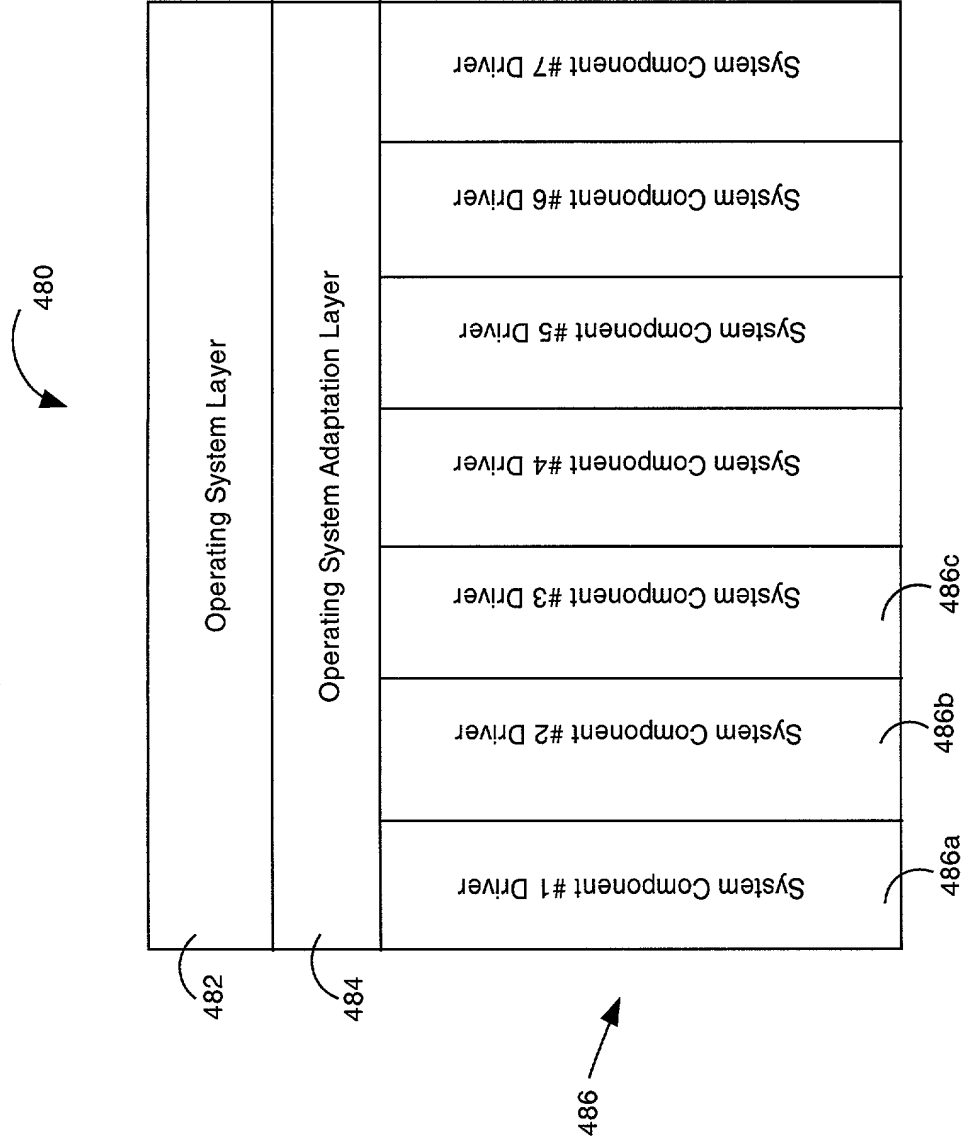 480
Operating System Layer
482
Operating System Adaptation Layer
484
486
System Component #1 Driver
System Component #2 Driver
System Component #3 Driver
System Component #4 Driver
System Component #5 Driver
System Component #6 Driver
System Component #7 Driver
486a
486b
486c